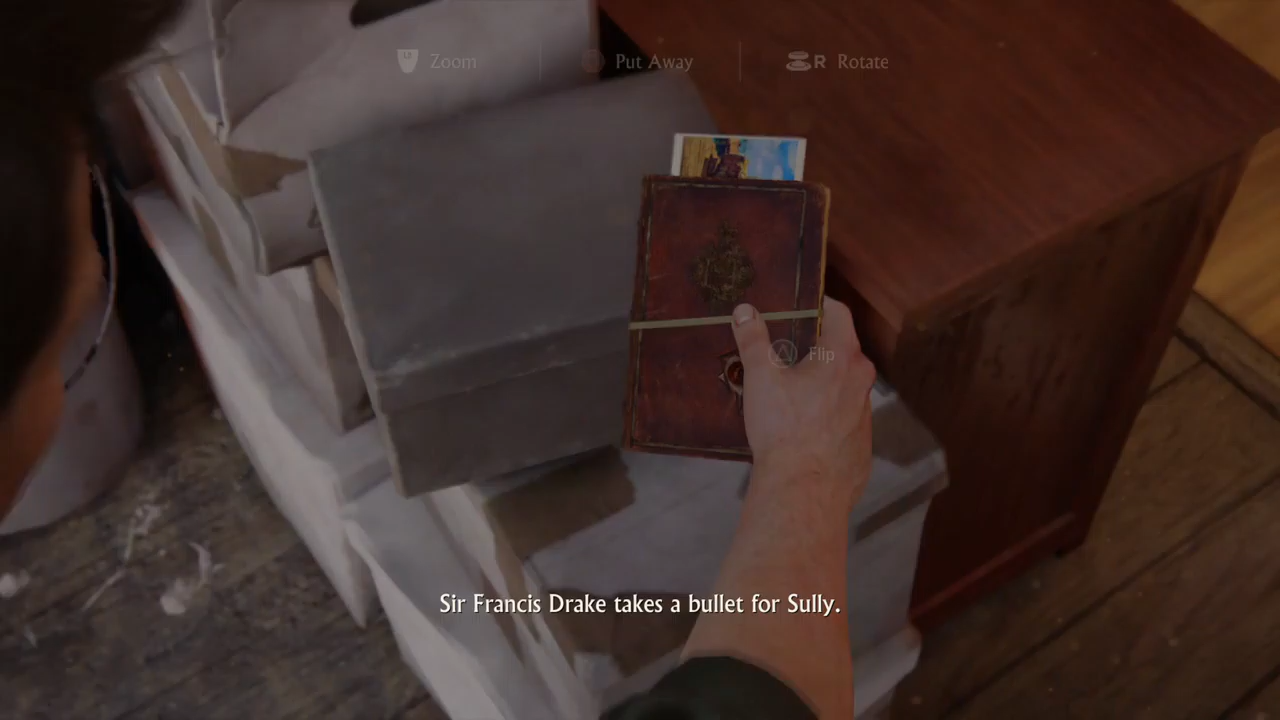 Zoom
Put Away
R Rotate
Flip
Sir Francis Drake takes a bullet for Sully.